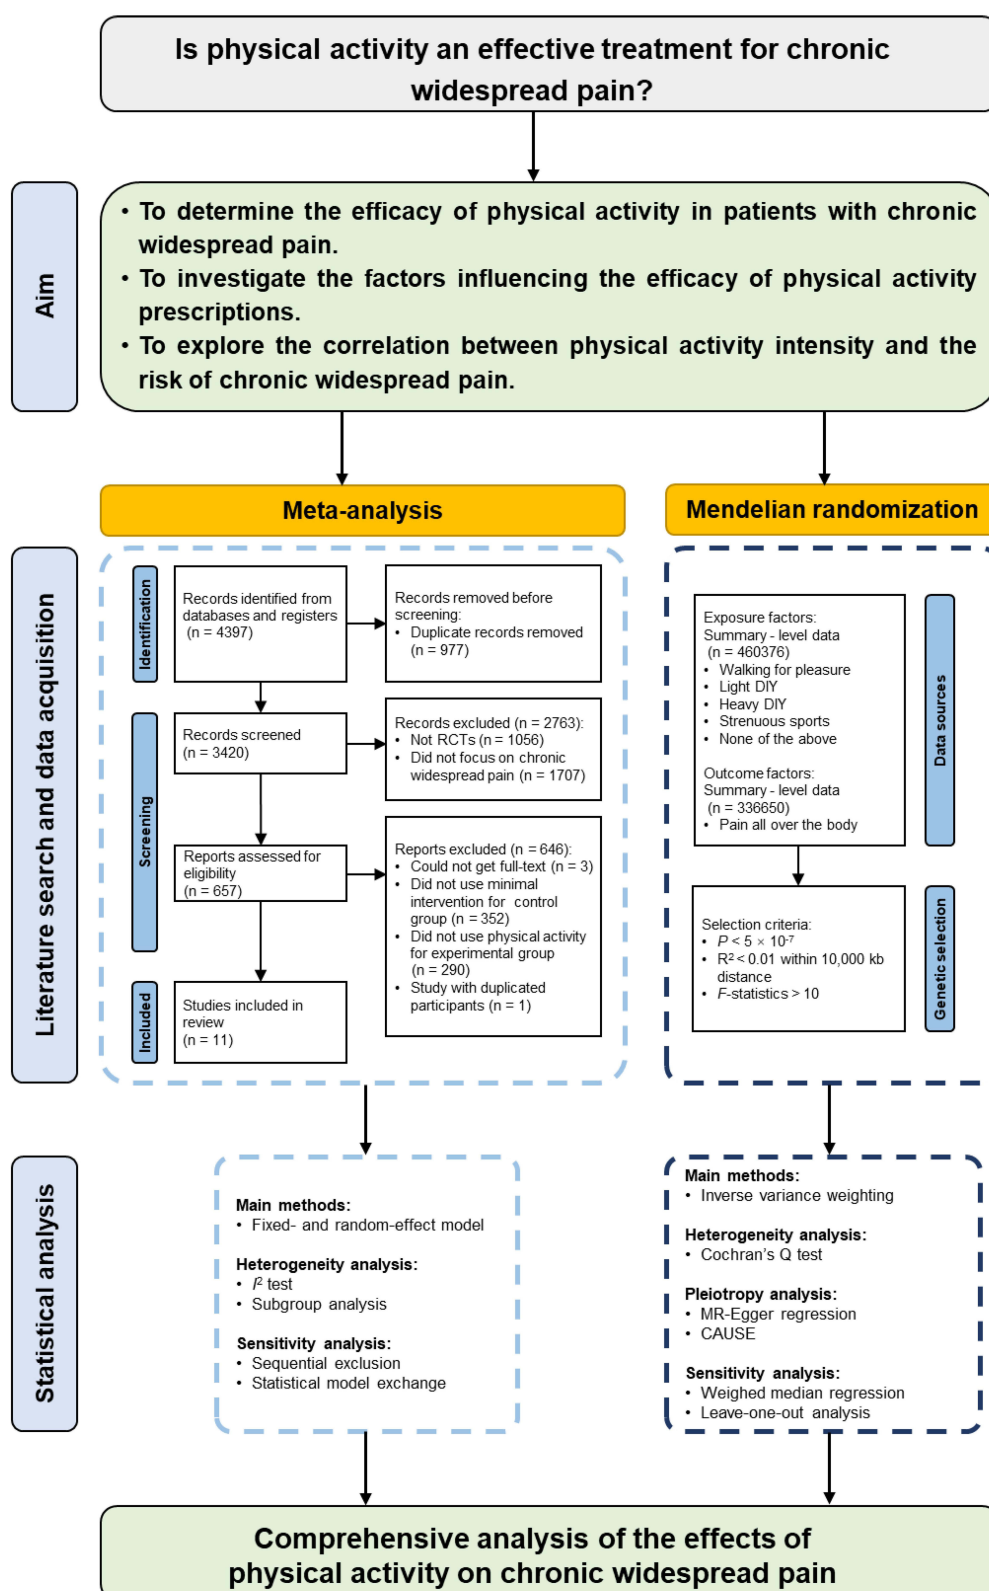 Is physical activity an effective treatment for chronic
widespread pain?
Aim
• To determine the efficacy of physical activity in patients with chronic
widespread pain.
• To investigate the factors influencing the efficacy of physical activity
prescriptions.
• To explore the correlation between physical activity intensity and the
risk of chronic widespread pain.
Meta-analysis
Mendelian randomization
Literature search and data acquisition
Identification
Records identified from
databases and registers
(n = 4397)
Records removed before
screening:
• Duplicate records removed
(n = 977)
Screening
Records screened
(n = 3420)
Records excluded (n = 2763):
• Not RCTs (n = 1056)
• Did not focus on chronic
widespread pain (n = 1707)
Reports assessed for
eligibility
(n = 657)
Reports excluded (n = 646):
• Could not get full-text (n = 3)
• Did not use minimal
intervention for control
group (n = 352)
• Did not use physical activity
for experimental group
(n = 290)
• Study with duplicated
participants (n = 1)
Included
Studies included in
review
(n = 11)
Exposure factors:
Summary - level data
(n = 460376)
• Walking for pleasure
• Light DIY
• Heavy DIY
• Strenuous sports
• None of the above
Outcome factors:
Summary - level data
(n = 336650)
• Pain all over the body
Data sources
Selection criteria:
• P < 5 × 10⁻⁷
• R² < 0.01 within 10,000 kb
distance
• F-statistics > 10
Genetic selection
Statistical analysis
Main methods:
• Fixed- and random-effect model
Heterogeneity analysis:
• I² test
• Subgroup analysis
Sensitivity analysis:
• Sequential exclusion
• Statistical model exchange
Main methods:
• Inverse variance weighting
Heterogeneity analysis:
• Cochran's Q test
Pleiotropy analysis:
• MR-Egger regression
• CAUSE
Sensitivity analysis:
• Weighed median regression
• Leave-one-out analysis
Comprehensive analysis of the effects of
physical activity on chronic widespread pain